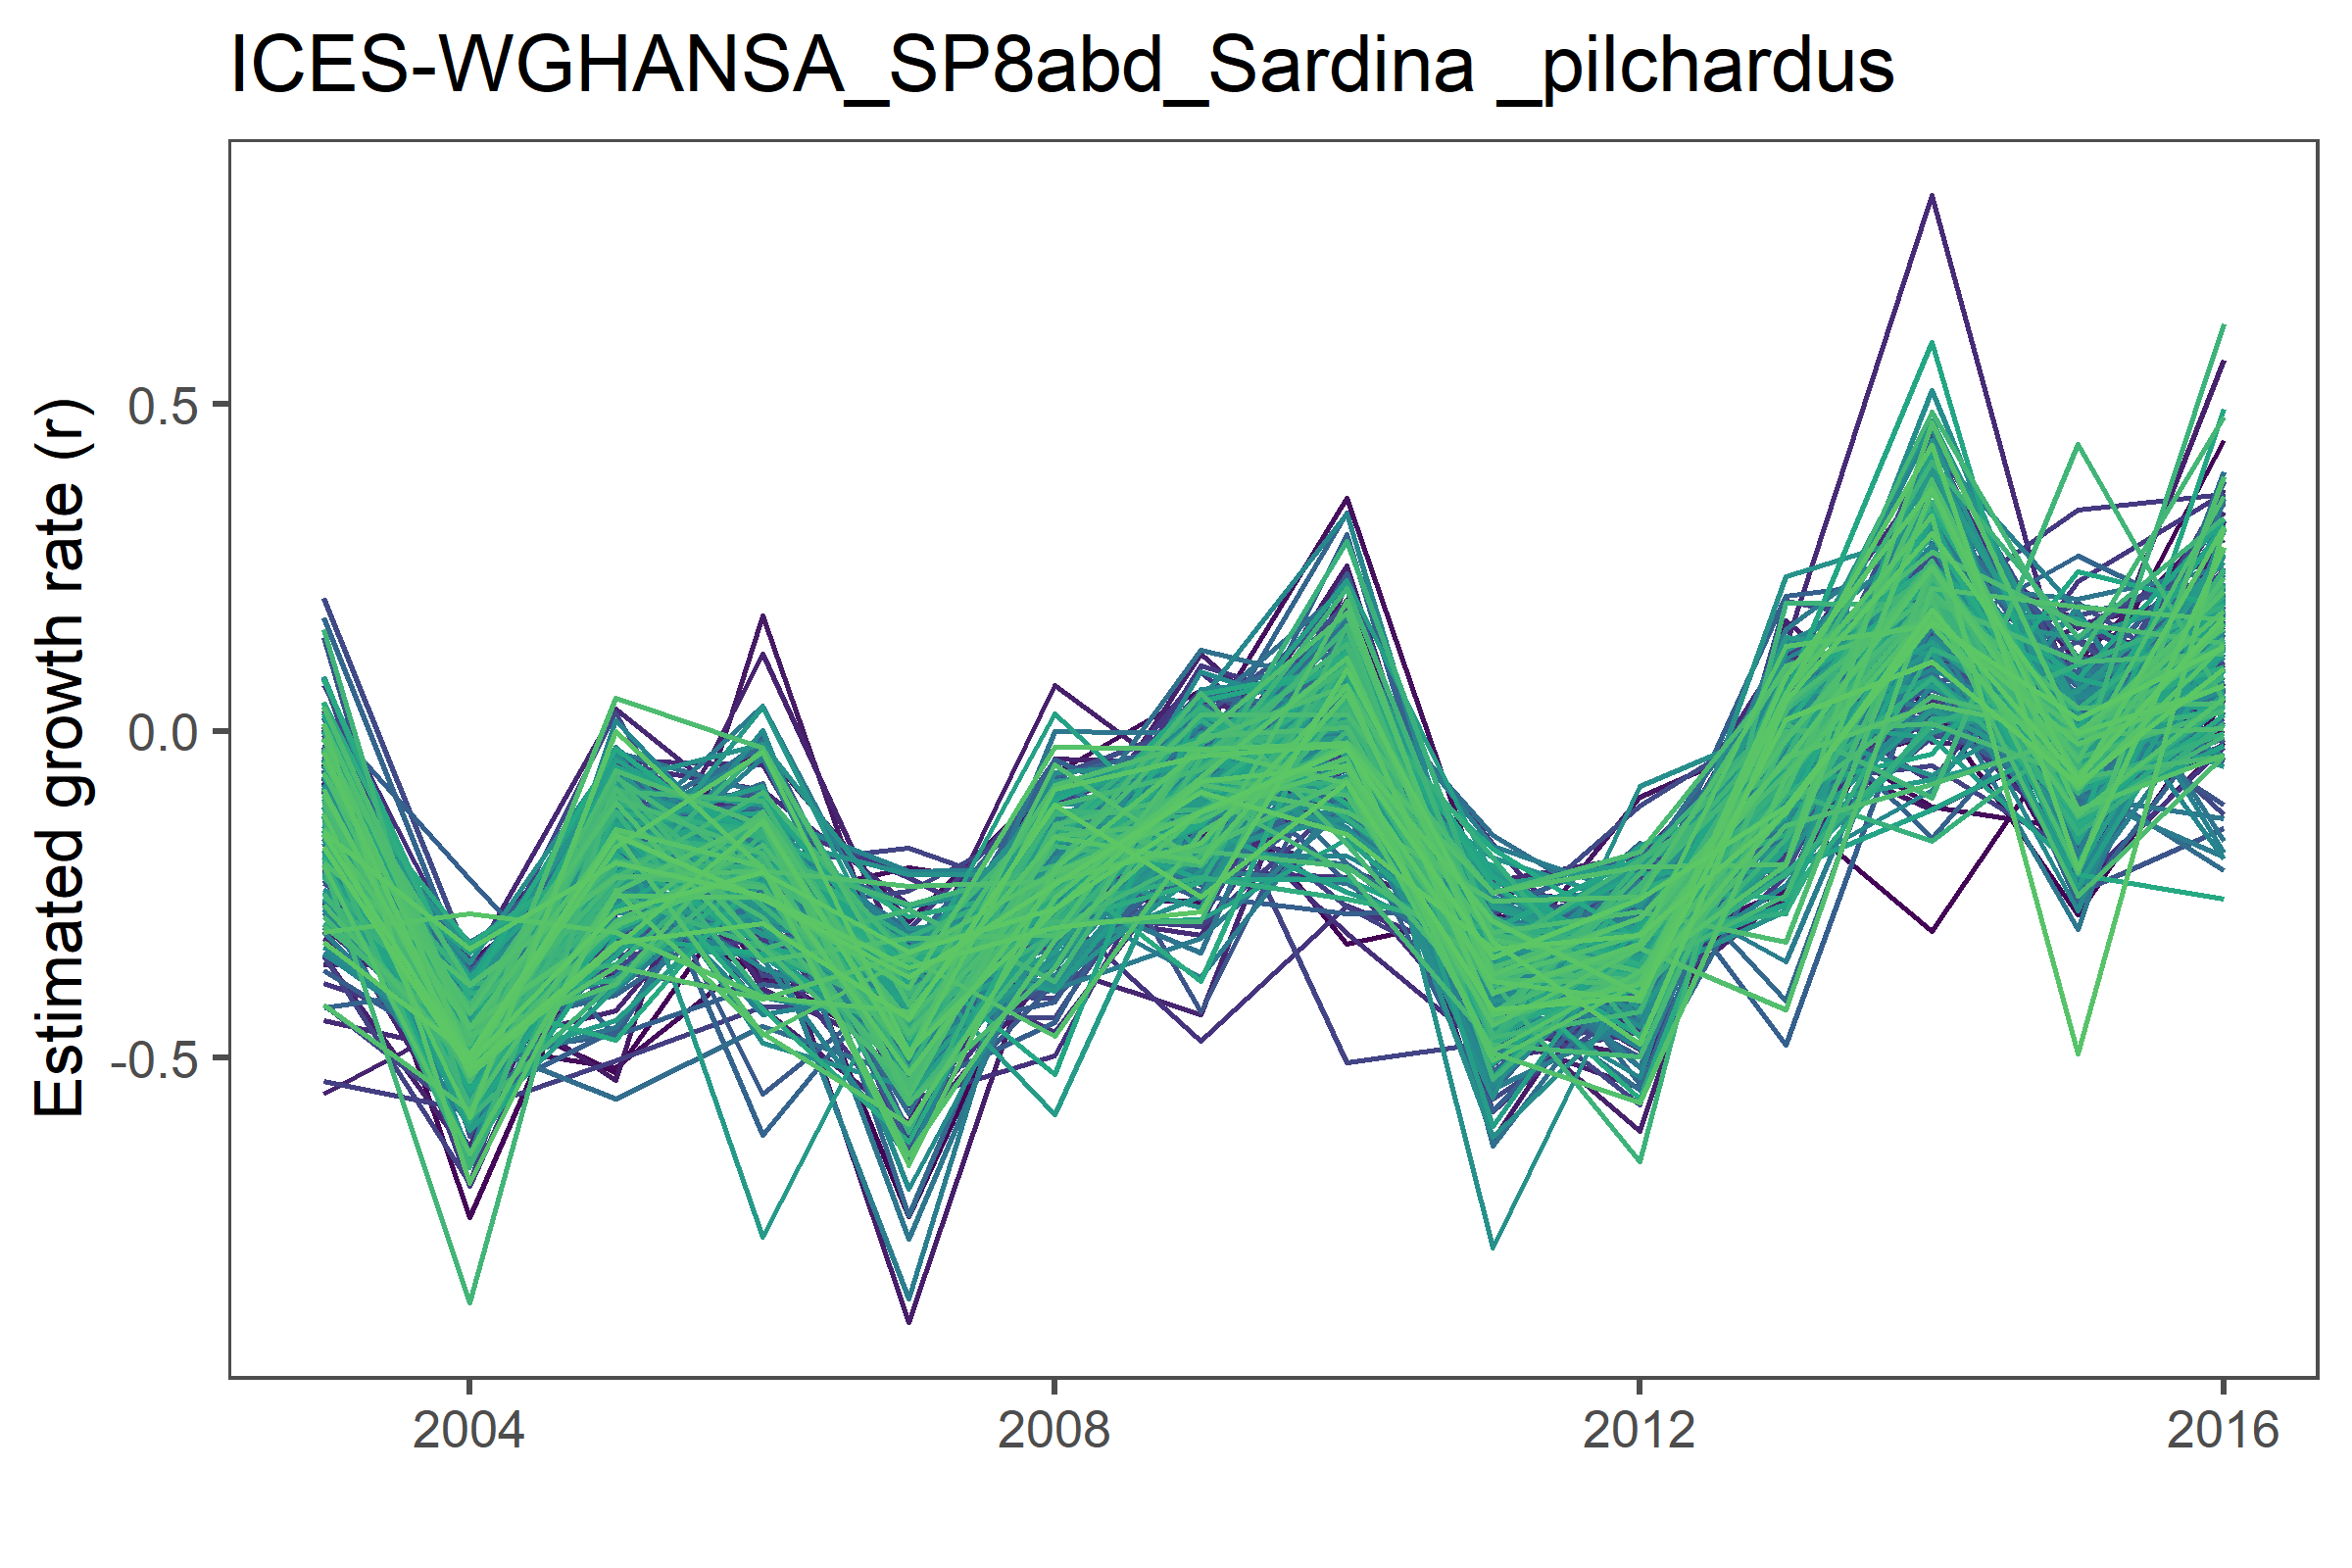 ICES-WGHANSA_SP8abd_Sardina _pilchardus
Estimated growth rate (r)
0.5
0.0
-0.5
2004 2008 2012 2016